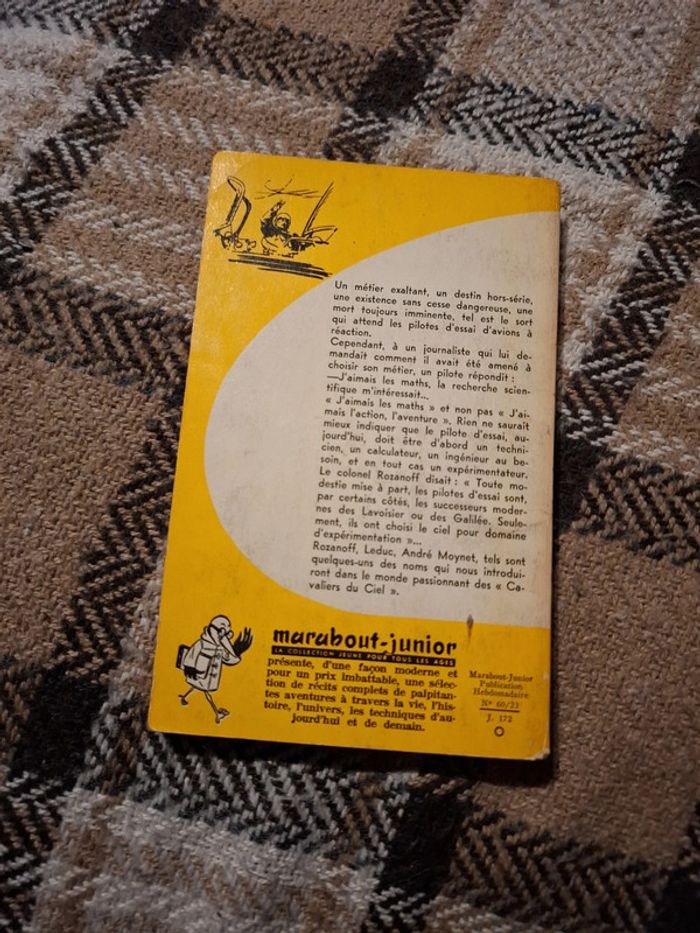 Un métier exaltant, un destin hors-série,
une existence sans cesse dangereuse, une
mort toujours imminente, tel est le sort
qui attend les pilotes d'essai d'avions à
réaction.
Cependant, à un journaliste qui lui de-
mandait comment il avait été amené à
choisir son métier, un pilote répondit :
—J'aimais les maths, la recherche scien-
tifique m'intéressait...
« J'aimais les maths » et non pas « J'ai-
mais l'action, l'aventure ». Rien ne saurait
mieux indiquer que le pilote d'essai, au-
jourd'hui, doit être d'abord un techni-
cien, un calculateur, un ingénieur au be-
soin, et en tout cas un expérimentateur.
Le colonel Rozanoff disait : « Toute mo-
destie mise à part, les pilotes d'essai sont,
par certains côtés, les successeurs moder-
nes des Lavoisier ou des Galilée. Seule-
ment, ils ont choisi le ciel pour domaine
d'expérimentation »...
Rozanoff, Leduc, André Moynet, tels sont
quelques-uns des noms qui nous introdui-
ront dans le monde passionnant des « Ca-
valiers du Ciel ».
marabout-junior
LA COLLECTION JEUNE POUR TOUS LES AGES
présente, d'une façon moderne et
pour un prix imbattable, une sélec-
tion de récits complets de palpitan-
tes aventures à travers la vie, l'his-
toire, l'univers, les techniques d'au-
jourd'hui et de demain.
Marabout-Junior
Publication
Hebdomadaire
N° 60/23
J. 172